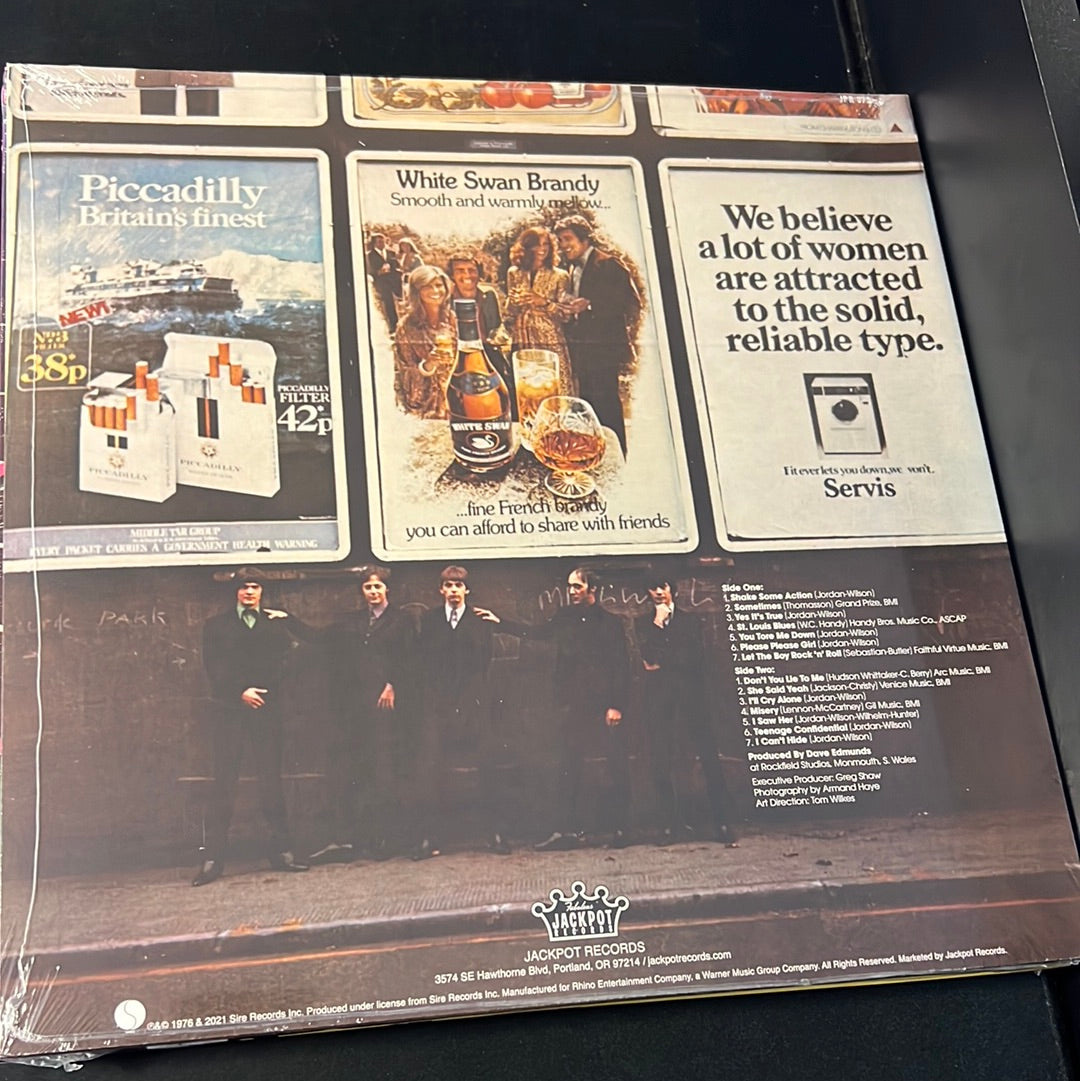 Piccadilly
Britain's finest
NEW!
38p
PICCADILLY
FILTER
42p
PICCADILLY
PICCADILLY
MIDDLE TAR GROUP
EVERY PACKET CARRIES A GOVERNMENT HEALTH WARNING
White Swan Brandy
Smooth and warmly mellow...
WHITE SWAN
...fine French brandy
you can afford to share with friends
We believe
a lot of women
are attracted
to the solid,
reliable type.
If it ever lets you down, we won't.
Servis
PARK
Side One:
1. Shake Some Action (Jordan-Wilson)
2. Sometimes (Thomasson) Grand Prize, BMI
3. Yes It's True (Jordan-Wilson)
4. St. Louis Blues (W.C. Handy) Handy Bros. Music Co., ASCAP
5. You Tore Me Down (Jordan-Wilson)
6. Please Please Girl (Jordan-Wilson)
7. Let The Boy Rock 'n' Roll (Sebastian-Butler) Faithful Virtue Music, BMI
Side Two:
1. Don't You Lie To Me (Hudson Whittaker-C. Berry) Arc Music, BMI
2. She Said Yeah (Jackson-Christy) Venice Music, BMI
3. I'll Cry Alone (Jordan-Wilson)
4. Misery (Lennon-McCartney) Gil Music, BMI
5. I Saw Her (Jordan-Wilson-Wilhelm-Hunter)
6. Teenage Confidential (Jordan-Wilson)
7. I Can't Hide (Jordan-Wilson)
Produced By Dave Edmunds
at Rockfield Studios, Monmouth, S. Wales
Executive Producer: Greg Shaw
Photography by Armand Haye
Art Direction: Tom Wilkes
Fabulous
JACKPOT
RECORDS
JACKPOT RECORDS
3574 SE Hawthorne Blvd, Portland, OR 97214 / jackpotrecords.com
℗&© 1976 & 2021 Sire Records Inc. Produced under license from Sire Records Inc. Manufactured for Rhino Entertainment Company, a Warner Music Group Company. All Rights Reserved. Marketed by Jackpot Records.